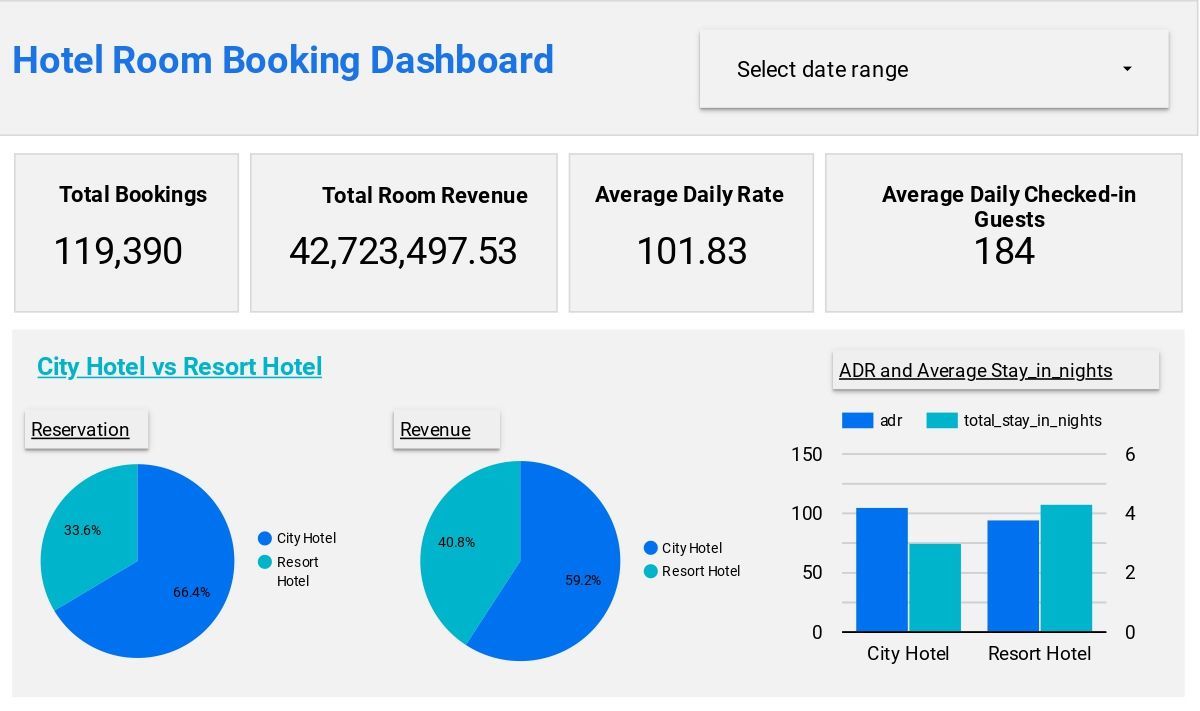 Hotel Room Booking Dashboard
Select date range
Total Bookings
119,390
Total Room Revenue
42,723,497.53
Average Daily Rate
101.83
Average Daily Checked-in
Guests
184
City Hotel vs Resort Hotel
Reservation
33.6%
66.4%
City Hotel
Resort
Hotel
Revenue
40.8%
59.2%
City Hotel
Resort Hotel
ADR and Average Stay_in_nights
adr
total_stay_in_nights
150
100
50
0
6
4
2
0
City Hotel
Resort Hotel